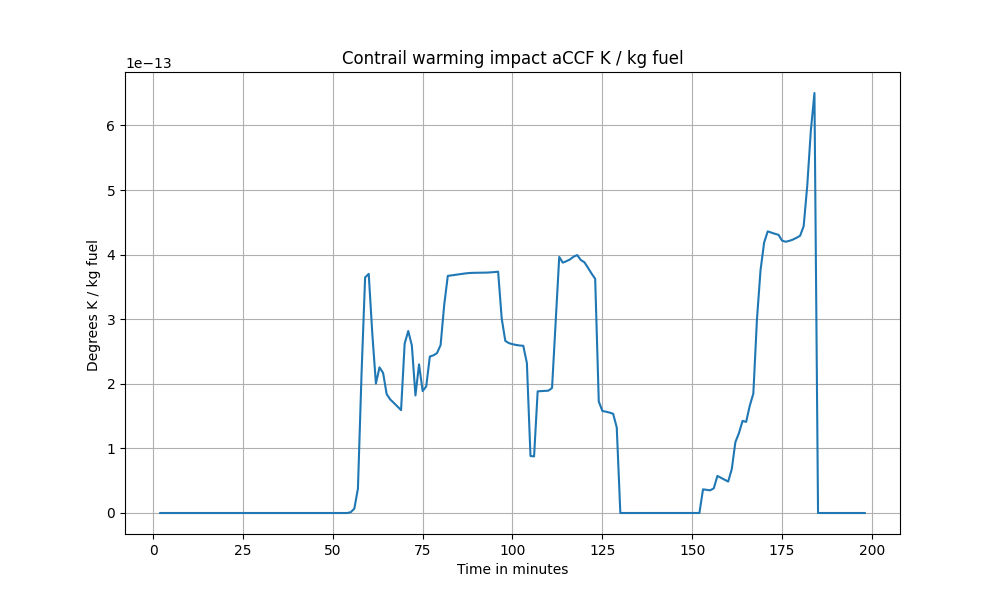 Contrail warming impact aCCF K / kg fuel
1e−13
6
5
4
3
2
1
0
Degrees K / kg fuel
0 25 50 75 100 125 150 175 200
Time in minutes